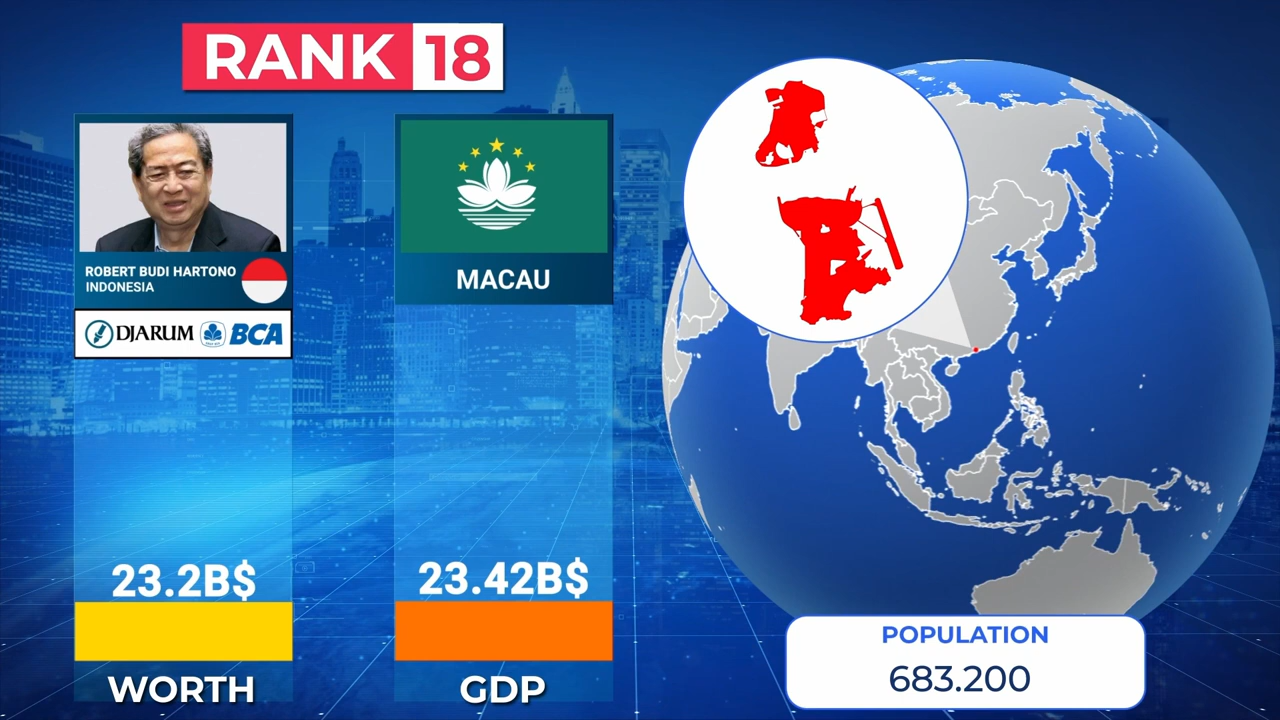 RANK 18
ROBERT BUDI HARTONO
INDONESIA
DJARUM BCA
MACAU
23.2B$
23.42B$
WORTH
GDP
POPULATION
683.200